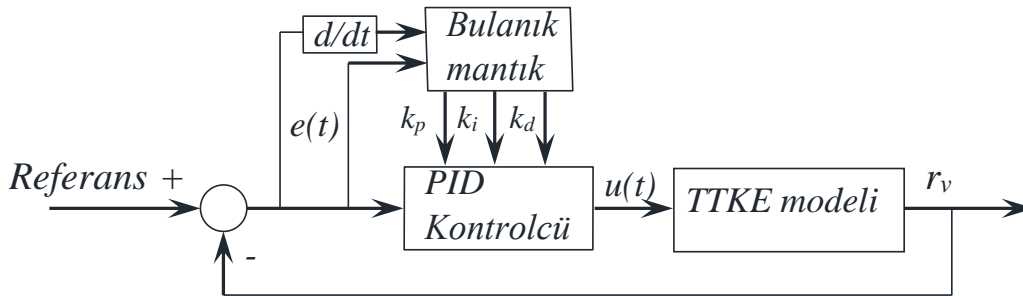 d/dt
Bulanık
mantık
e(t)
kp
ki
kd
Referans +
PID
Kontrolcü
u(t)
TTKE modeli
rv
-